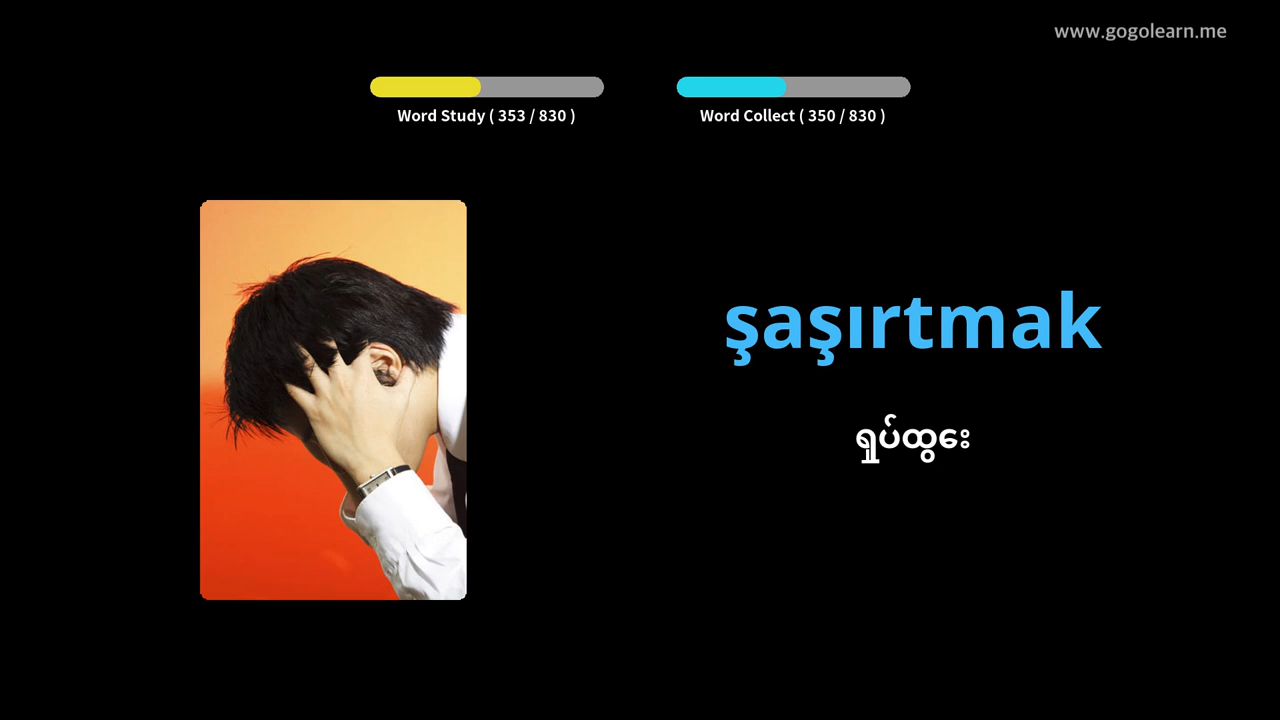 www.gogolearn.me
Word Study ( 353 / 830 )
Word Collect ( 350 / 830 )
şaşırtmak
ရှုပ်ထွေး